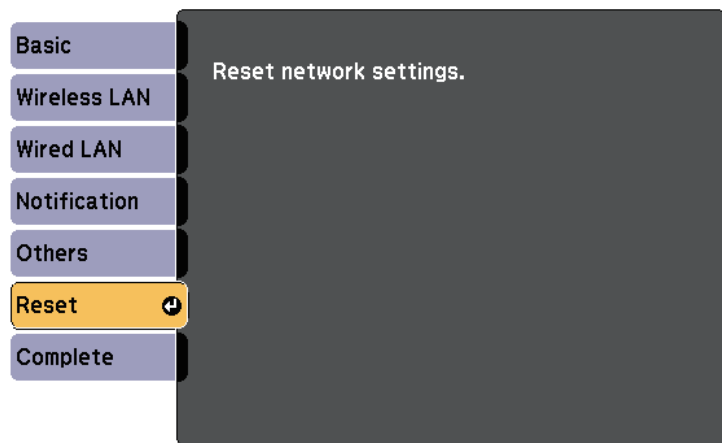 Basic
Wireless LAN
Wired LAN
Notification
Others
Reset
Complete
Reset network settings.